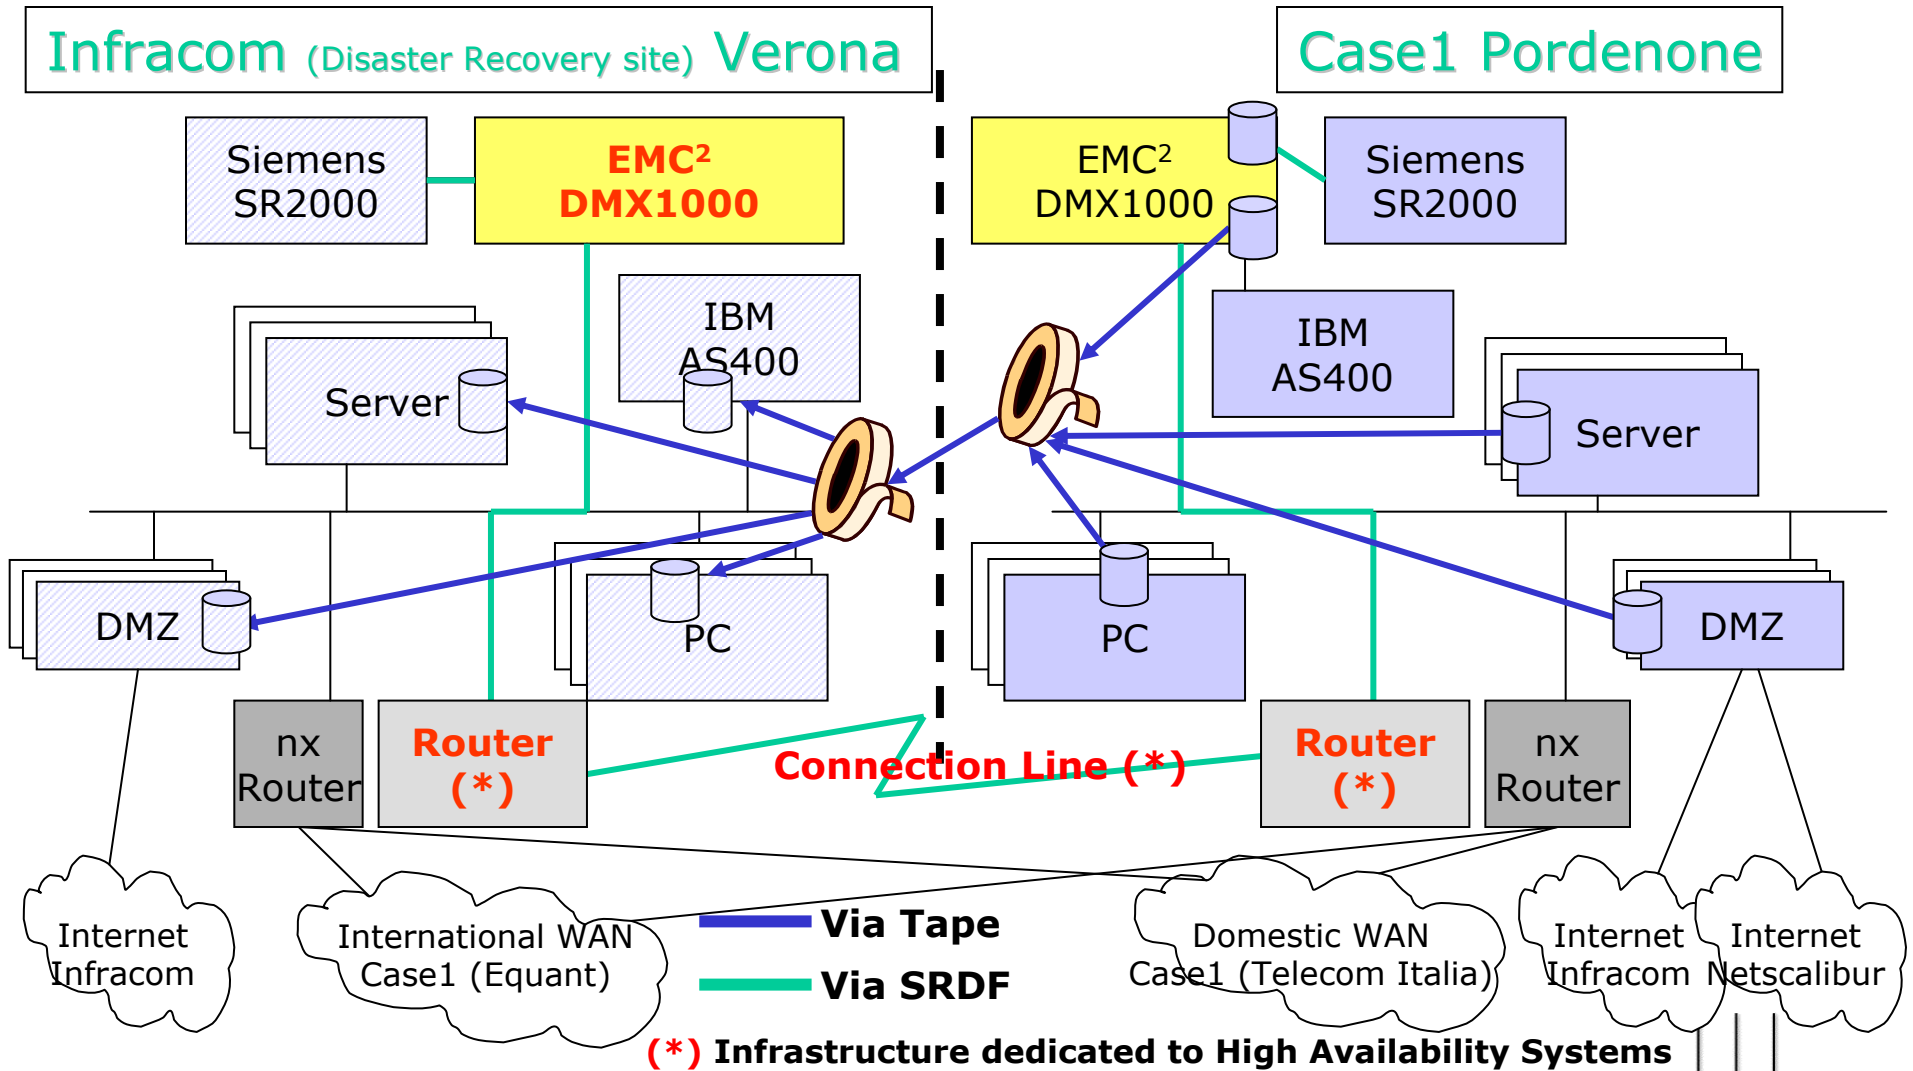 Infracom (Disaster Recovery site) Verona
Case1 Pordenone
Siemens
SR2000
EMC²
DMX1000
EMC²
DMX1000
Siemens
SR2000
IBM
AS400
Server
IBM
AS400
Server
DMZ
PC
PC
DMZ
nx
Router
Router
(*)
Connection Line (*)
Router
(*)
nx
Router
Internet
Infracom
International WAN
Case1 (Equant)
Via Tape
Via SRDF
Domestic WAN
Case1 (Telecom Italia)
Internet
Infracom
Internet
Netscalibur
(*) Infrastructure dedicated to High Availability Systems